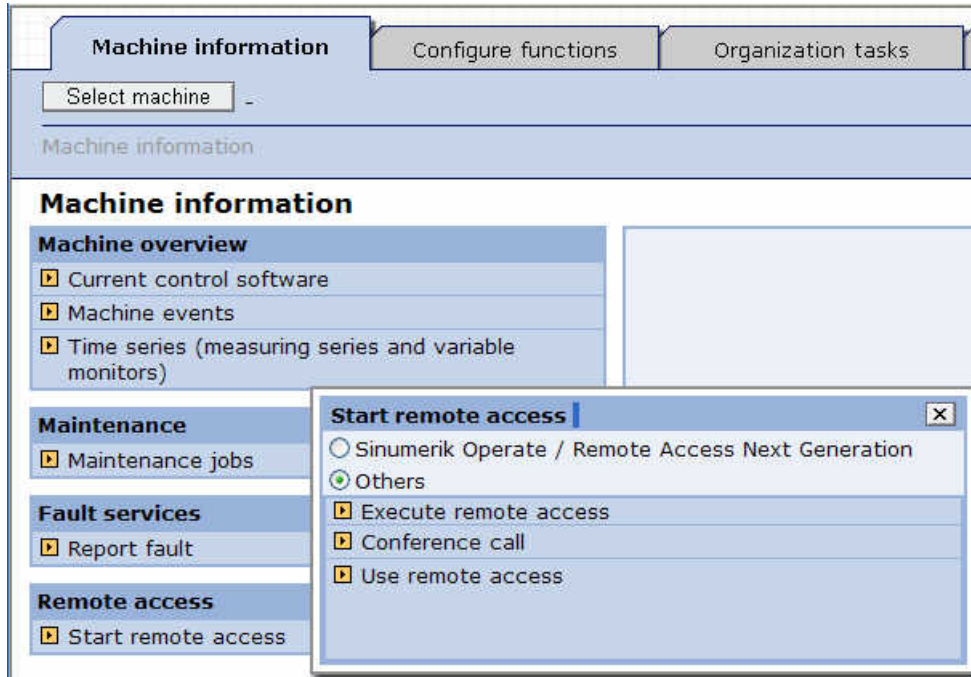 Machine information
Configure functions
Organization tasks
Select machine -
Machine information
Machine information
Machine overview
Current control software
Machine events
Time series (measuring series and variable
monitors)
Maintenance
Maintenance jobs
Fault services
Report fault
Remote access
Start remote access
Start remote access
Sinumerik Operate / Remote Access Next Generation
Others
Execute remote access
Conference call
Use remote access